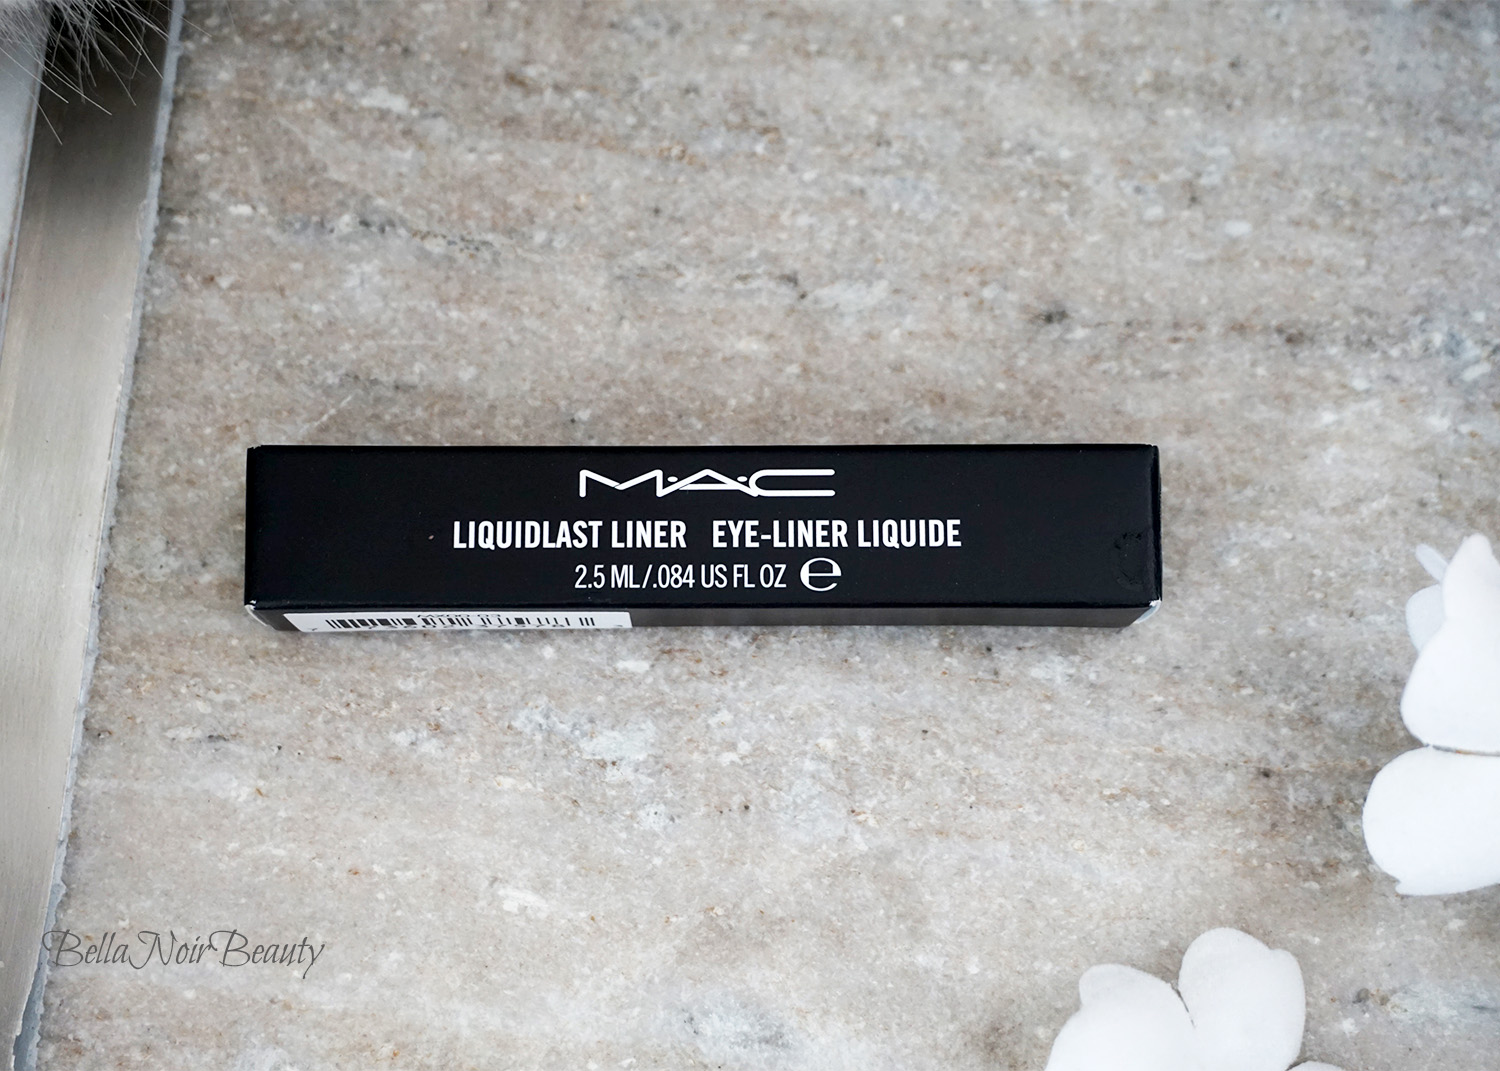 M·A·C
LIQUIDLAST LINER EYE-LINER LIQUIDE
2.5 ML/.084 US FL OZ ℮
BellaNoirBeauty